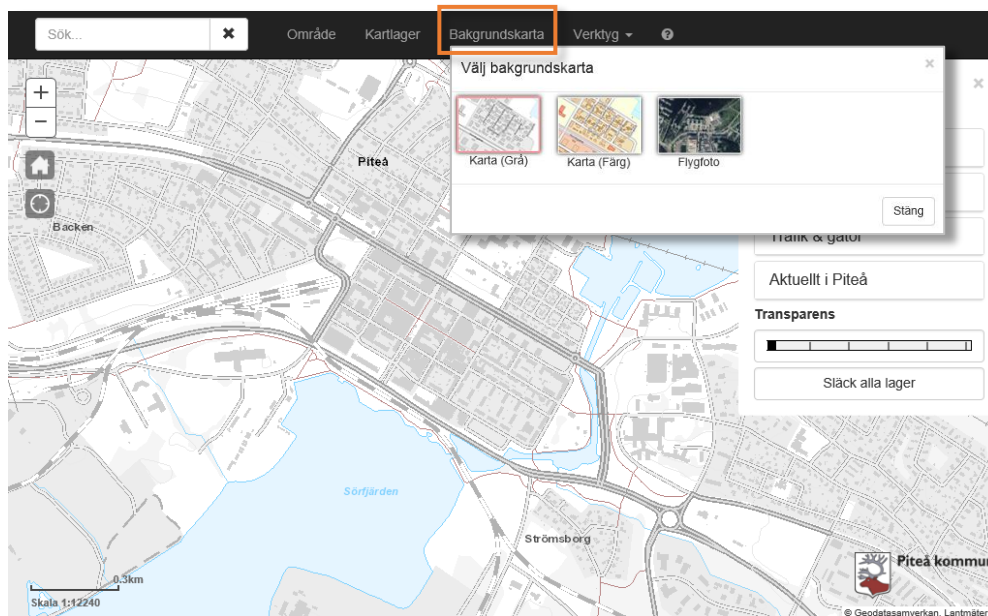 Sök...
Område
Kartlager
Bakgrundskarta
Verktyg
Välj bakgrundskarta
Karta (Grå)
Karta (Färg)
Flygfoto
Stäng
Trafik & gator
Aktuellt i Piteå
Transparens
Släck alla lager
Piteå
Backen
Sörfjärden
Strömsborg
0.3km
Skala 1:12240
Piteå kommun
© Geodatasamverkan, Lantmäter